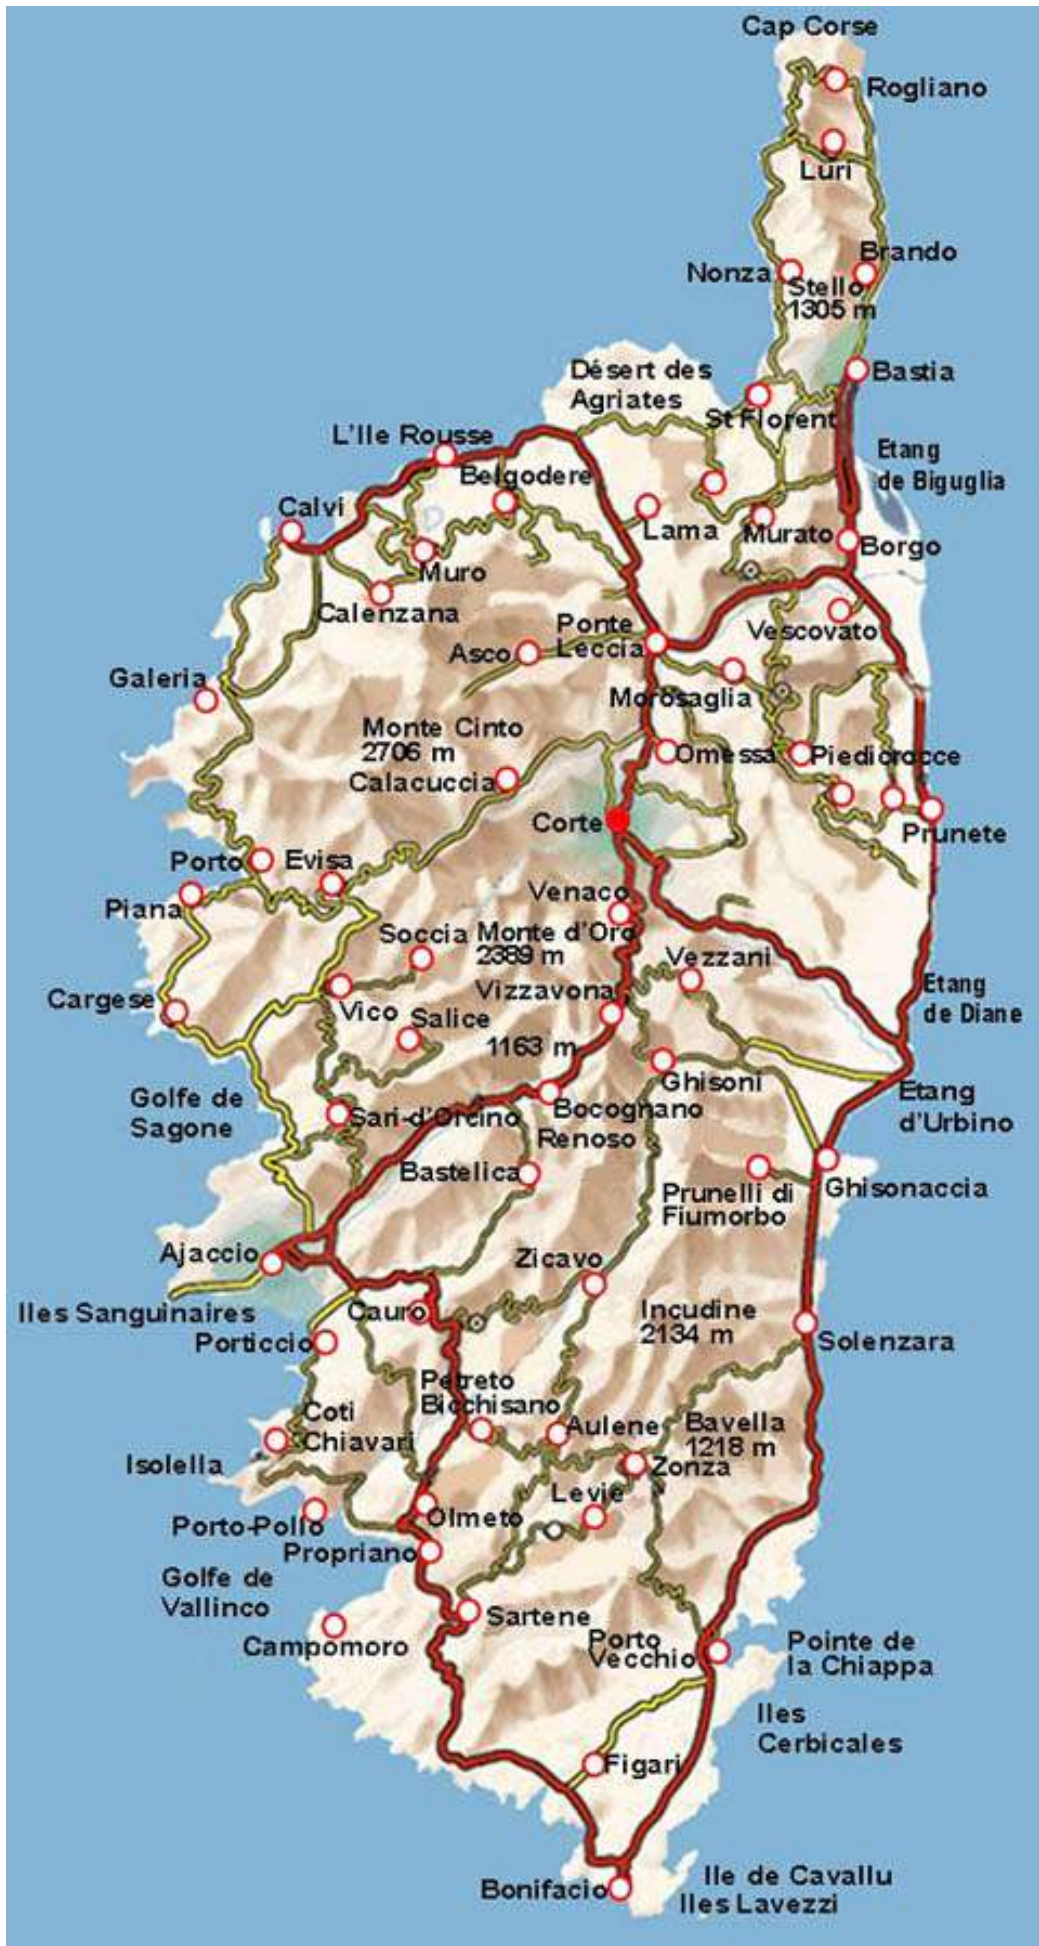 Cap Corse
Rogliano
Luri
Brando
Nonza
Stello
1305 m
Désert des
Agriates
Bastia
St Florent
L'Ile Rousse
Etang
de Biguglia
Belgodere
Calvi
Lama
Murato
Borgo
Muro
Calenzana
Ponte
Leccia
Vescovato
Asco
Galeria
Morosaglia
Monte Cinto
2706 m
Omessa
Piedicrocce
Calacuccia
Corte
Prunete
Porto
Evisa
Piana
Venaco
Soccia
Monte d'Oro
2389 m
Vezzani
Cargese
Vico
Vizzavona
Etang
de Diane
Salice
1163 m
Ghisoni
Golfe de
Sagone
Sari-d'Orcino
Bocognano
Etang
d'Urbino
Renoso
Bastelica
Prunelli di
Fiumorbo
Ghisonaccia
Ajaccio
Zicavo
Iles Sanguinaires
Cauro
Incudine
2134 m
Porticcio
Solenzara
Petreto
Bicchisano
Coti
Chiavari
Aulene
Bavella
1218 m
Isolella
Zonza
Levie
Porto-Pollo
Olmeto
Propriano
Golfe de
Vallinco
Sartene
Campomoro
Porto
Vecchio
Pointe de
la Chiappa
Iles
Cerbicales
Figari
Bonifacio
Ile de Cavallu
Iles Lavezzi